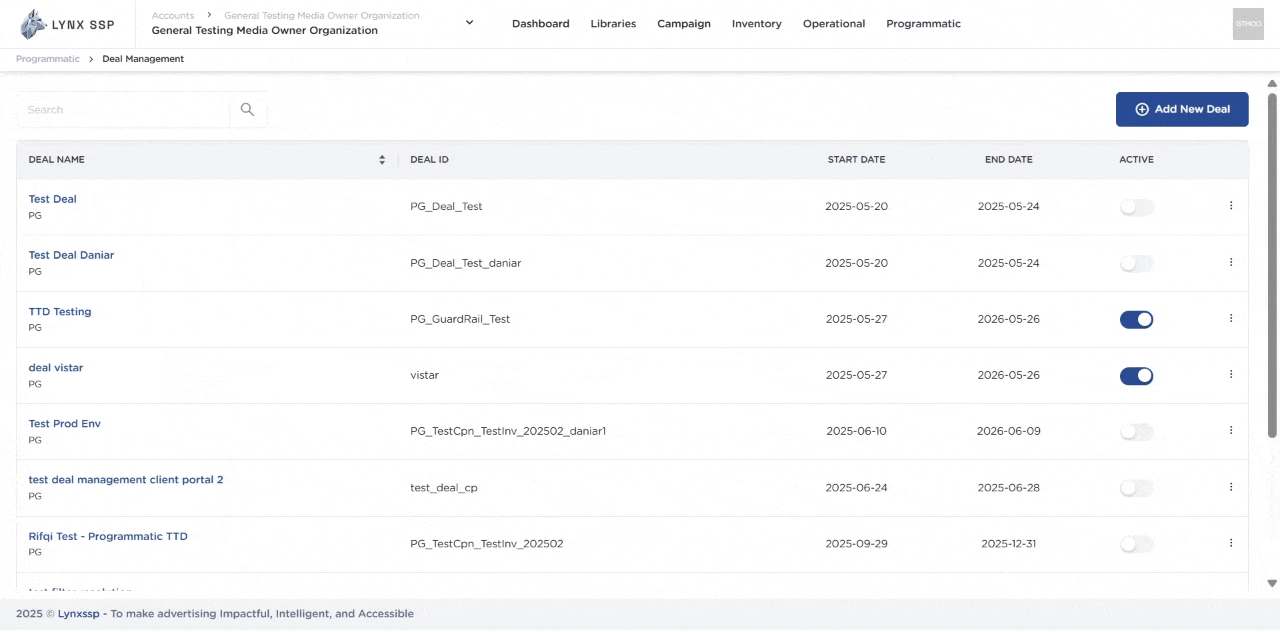 LYNX SSP
Accounts > General Testing Media Owner Organization
General Testing Media Owner Organization
Dashboard Libraries Campaign Inventory Operational Programmatic
GTMOO
Programmatic > Deal Management
Search
Add New Deal
DEAL NAME DEAL ID START DATE END DATE ACTIVE
Test Deal
PG
PG_Deal_Test 2025-05-20 2025-05-24
Test Deal Daniar
PG
PG_Deal_Test_daniar 2025-05-20 2025-05-24
TTD Testing
PG
PG_GuardRail_Test 2025-05-27 2026-05-26
deal vistar
PG
vistar 2025-05-27 2026-05-26
Test Prod Env
PG
PG_TestCpn_TestInv_202502_daniar1 2025-06-10 2026-06-09
test deal management client portal 2
PG
test_deal_cp 2025-06-24 2025-06-28
Rifqi Test - Programmatic TTD
PG
PG_TestCpn_TestInv_202502 2025-09-29 2025-12-31
2025 © Lynxssp - To make advertising Impactful, Intelligent, and Accessible